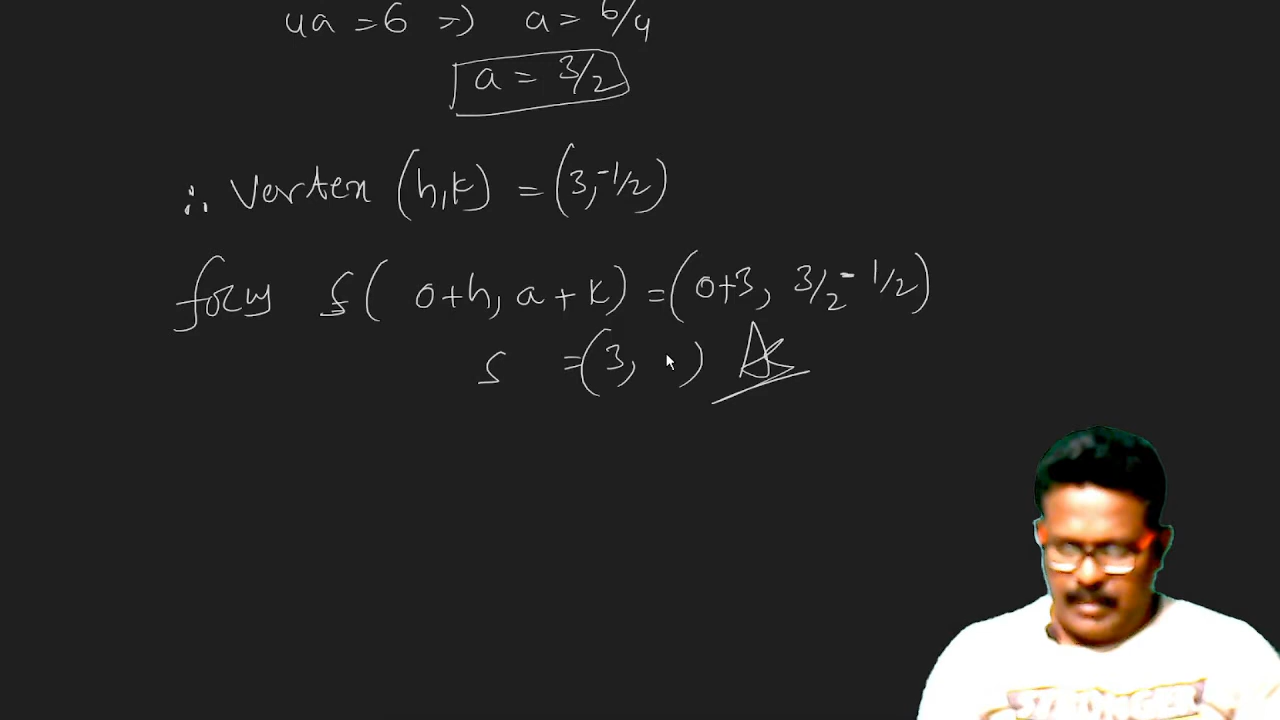 4a = 6 => a = 6/4
a = 3/2
∴ Vertex (h,k) = (3,-1/2)
focus S( 0+h, a+k) = (0+3, 3/2 - 1/2)
S = (3, )
STRONGER